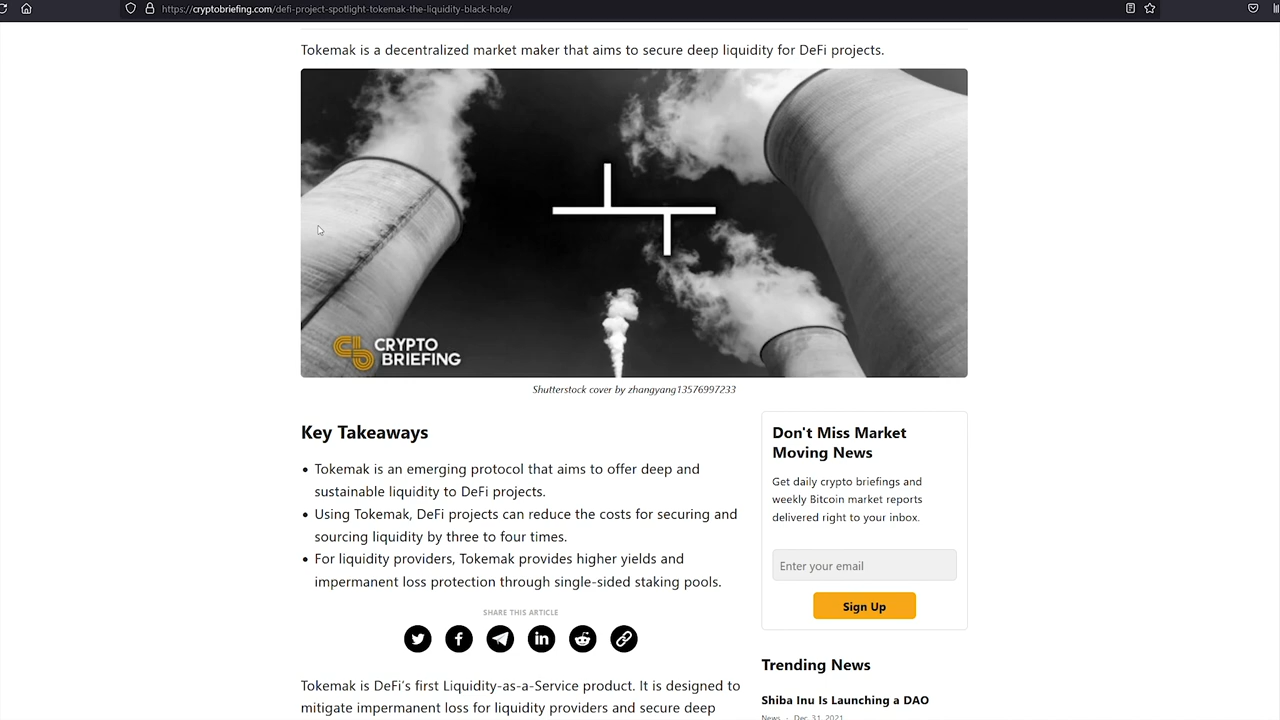 https://cryptobriefing.com/defi-project-spotlight-tokemak-the-liquidity-black-hole/
Tokemak is a decentralized market maker that aims to secure deep liquidity for DeFi projects.
CRYPTO
BRIEFING
Shutterstock cover by zhangyang13576997233
Key Takeaways
• Tokemak is an emerging protocol that aims to offer deep and
sustainable liquidity to DeFi projects.
• Using Tokemak, DeFi projects can reduce the costs for securing and
sourcing liquidity by three to four times.
• For liquidity providers, Tokemak provides higher yields and
impermanent loss protection through single-sided staking pools.
SHARE THIS ARTICLE
Tokemak is DeFi's first Liquidity-as-a-Service product. It is designed to
mitigate impermanent loss for liquidity providers and secure deep
Don't Miss Market
Moving News
Get daily crypto briefings and
weekly Bitcoin market reports
delivered right to your inbox.
Enter your email
Sign Up
Trending News
Shiba Inu Is Launching a DAO
News - Dec. 31, 2021